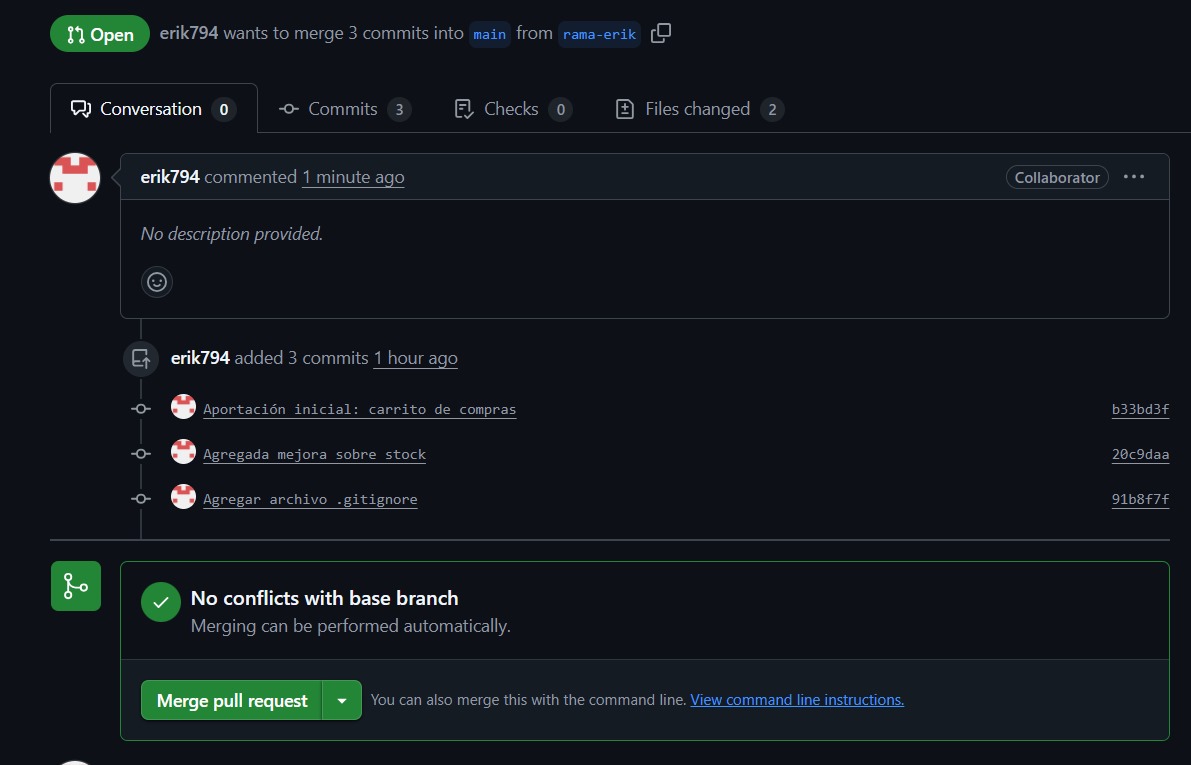 Open erik794 wants to merge 3 commits into main from rama-erik
Conversation 0 Commits 3 Checks 0 Files changed 2
erik794 commented 1 minute ago Collaborator
No description provided.
erik794 added 3 commits 1 hour ago
Aportación inicial: carrito de compras b33bd3f
Agregada mejora sobre stock 20c9daa
Agregar archivo .gitignore 91b8f7f
No conflicts with base branch
Merging can be performed automatically.
Merge pull request You can also merge this with the command line. View command line instructions.